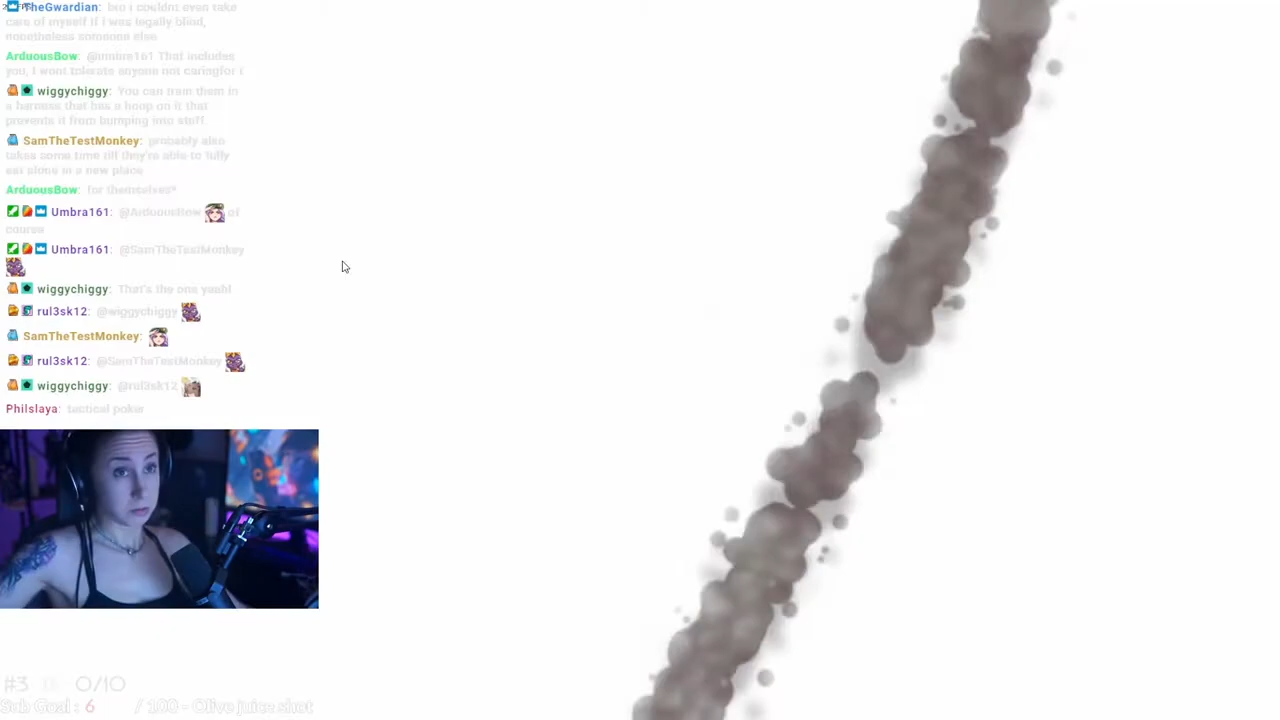 TheGwardian: bro i couldnt even take
care of myself if i was legally blind,
nonetheless someone else
ArduousBow: @umbra161 That includes
you, I wont tolerate anyone not caringfor t
wiggychiggy: You can train them in
a harness that has a hoop on it that
prevents it from bumping into stuff.
SamTheTestMonkey: probably also
takes some time till they're able to fully
eat alone in a new place
ArduousBow: for themselves*
Umbra161: @ArduousBow of
course
Umbra161: @SamTheTestMonkey
wiggychiggy: That's the one yeah!
rul3sk12: @wiggychiggy
SamTheTestMonkey:
rul3sk12: @SamTheTestMonkey
wiggychiggy: @rul3sk12
Philslaya: tactical poker
#3 0/10
Sub Goal : 6 / 100 - Olive juice shot